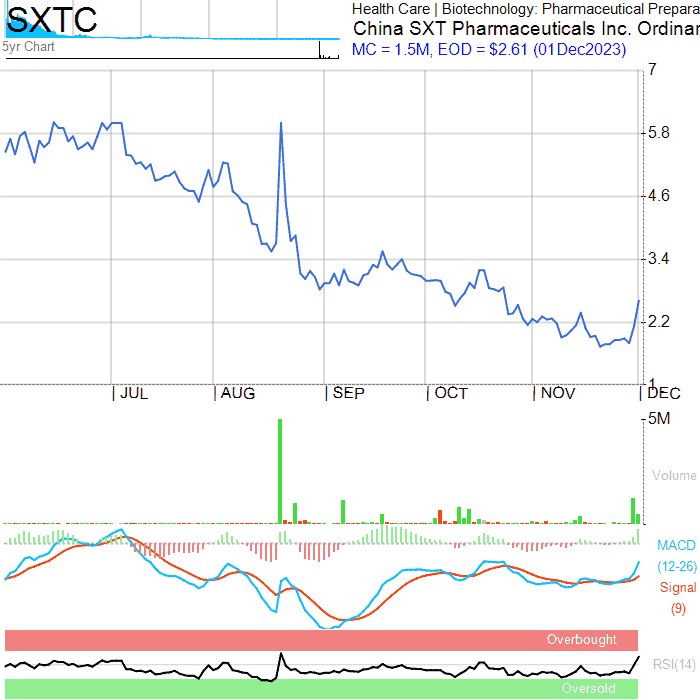 SXTC
5yr Chart
Health Care | Biotechnology: Pharmaceutical Prepara
China SXT Pharmaceuticals Inc. Ordinar
MC = 1.5M, EOD = $2.61 (01Dec2023)
7
5.8
4.6
3.4
2.2
1
JUL
AUG
SEP
OCT
NOV
DEC
5M
Volume
MACD
(12-26)
Signal
(9)
Overbought
RSI(14)
Oversold